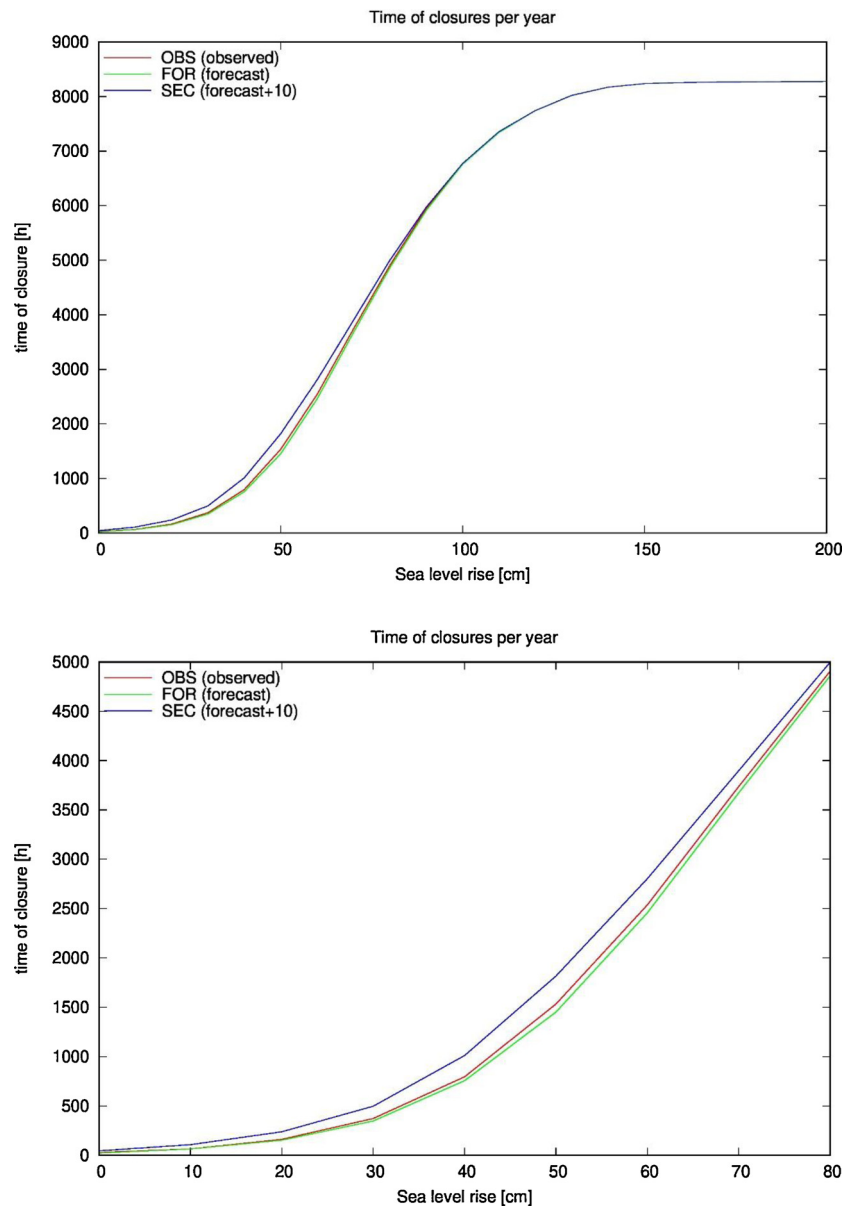 Time of closures per year
9000
8000
7000
6000
5000
4000
3000
2000
1000
0
time of closure [h]
OBS (observed)
FOR (forecast)
SEC (forecast+10)
0 50 100 150 200
Sea level rise [cm]
Time of closures per year
5000
4500
4000
3500
3000
2500
2000
1500
1000
500
0
time of closure [h]
OBS (observed)
FOR (forecast)
SEC (forecast+10)
0 10 20 30 40 50 60 70 80
Sea level rise [cm]